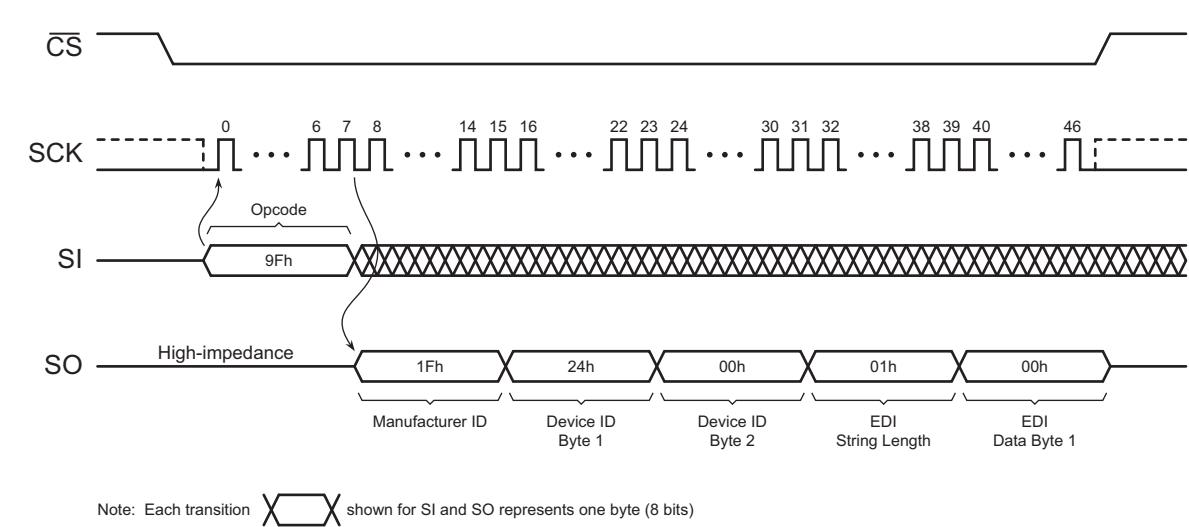 CS
SCK
0 6 7 8 14 15 16 22 23 24 30 31 32 38 39 40 46
Opcode
SI
9Fh
SO
High-impedance
1Fh 24h 00h 01h 00h
Manufacturer ID Device ID Device ID EDI EDI
Byte 1 Byte 2 String Length Data Byte 1
Note: Each transition shown for SI and SO represents one byte (8 bits)